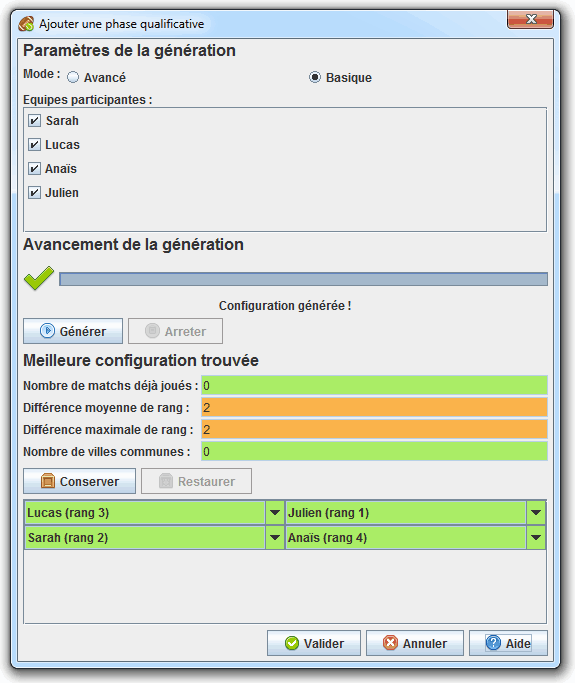 Ajouter une phase qualificative
Paramètres de la génération
Mode : Avancé Basique
Equipes participantes :
Sarah
Lucas
Anaïs
Julien
Avancement de la génération
Configuration générée !
Générer Arreter
Meilleure configuration trouvée
Nombre de matchs déjà joués : 0
Différence moyenne de rang : 2
Différence maximale de rang : 2
Nombre de villes communes : 0
Conserver Restaurer
Lucas (rang 3) Julien (rang 1)
Sarah (rang 2) Anaïs (rang 4)
Valider Annuler Aide